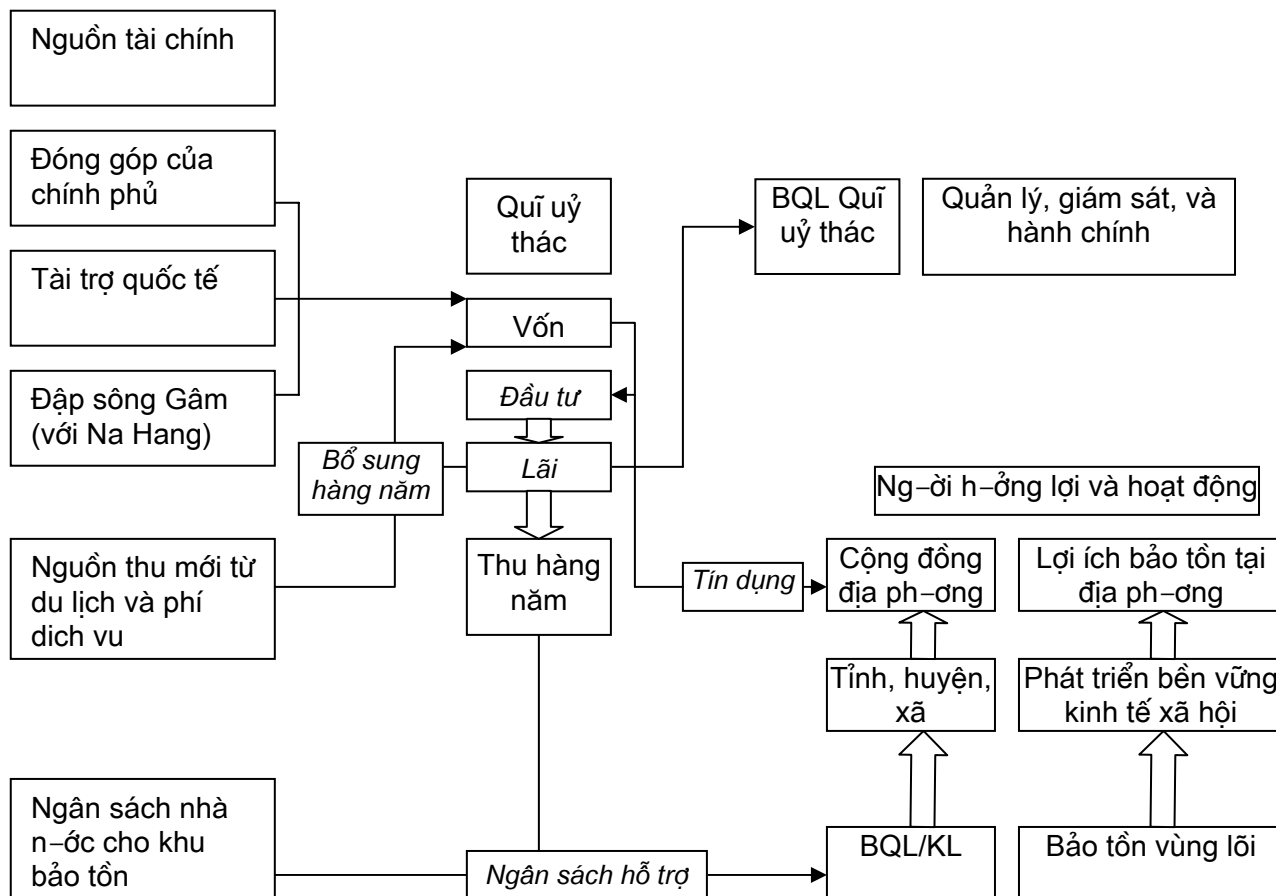 Nguồn tài chính
Đóng góp của
chính phủ
Tài trợ quốc tế
Đập sông Gâm
(với Na Hang)
Nguồn thu mới từ
du lịch và phí
dich vu
Ngân sách nhà
n−ớc cho khu
bảo tồn
Quĩ uỷ
thác
Vốn
Đầu tư
Bổ sung
hàng năm
Lãi
Thu hàng
năm
Ngân sách hỗ trợ
BQL Quĩ
uỷ thác
Quản lý, giám sát, và
hành chính
Ng−ời h−ởng lợi và hoạt động
Tín dụng
Cộng đồng
địa ph−ơng
Lợi ích bảo tồn tại
địa ph−ơng
Tỉnh, huyện,
xã
Phát triển bền vững
kinh tế xã hội
BQL/KL
Bảo tồn vùng lõi